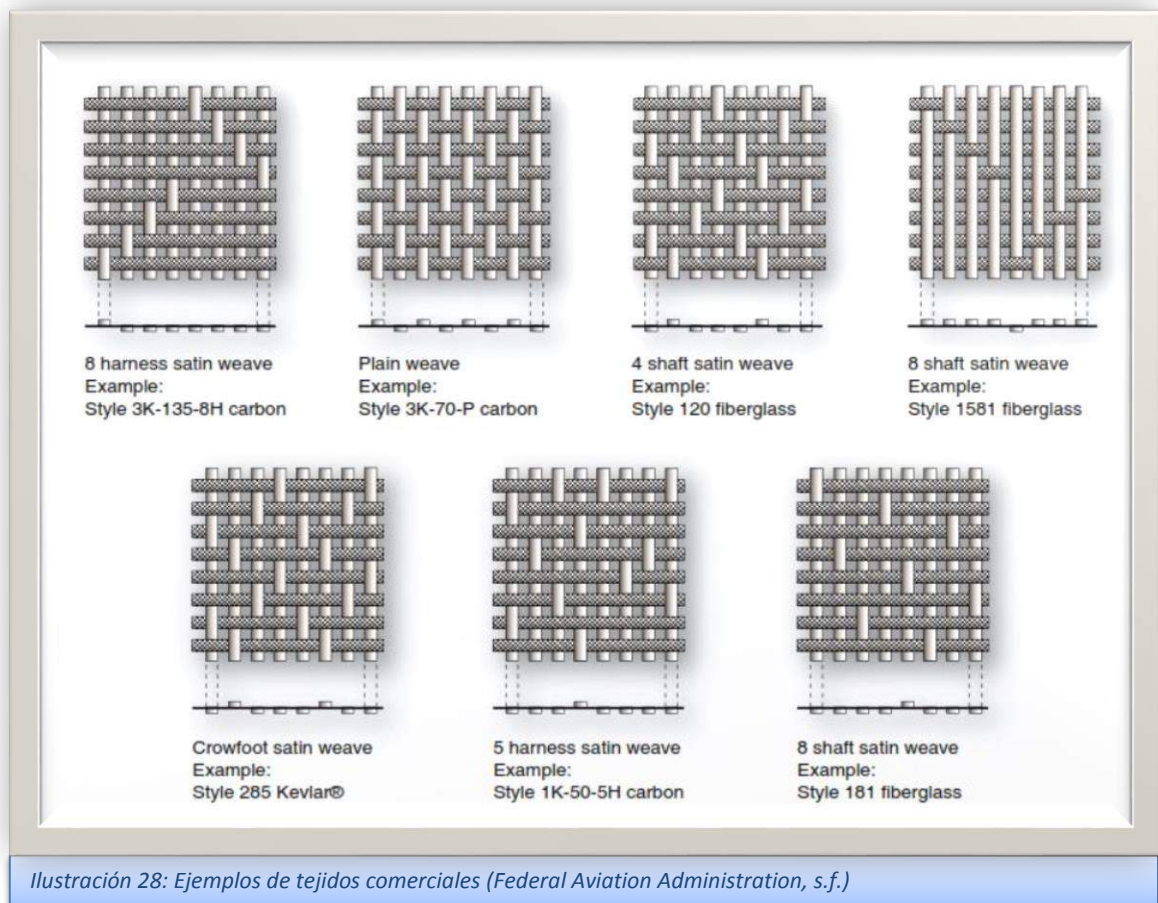 8 harness satin weave
Example:
Style 3K-135-8H carbon
Plain weave
Example:
Style 3K-70-P carbon
4 shaft satin weave
Example:
Style 120 fiberglass
8 shaft satin weave
Example:
Style 1581 fiberglass
Crowfoot satin weave
Example:
Style 285 Kevlar®
5 harness satin weave
Example:
Style 1K-50-5H carbon
8 shaft satin weave
Example:
Style 181 fiberglass
Ilustración 28: Ejemplos de tejidos comerciales (Federal Aviation Administration, s.f.)